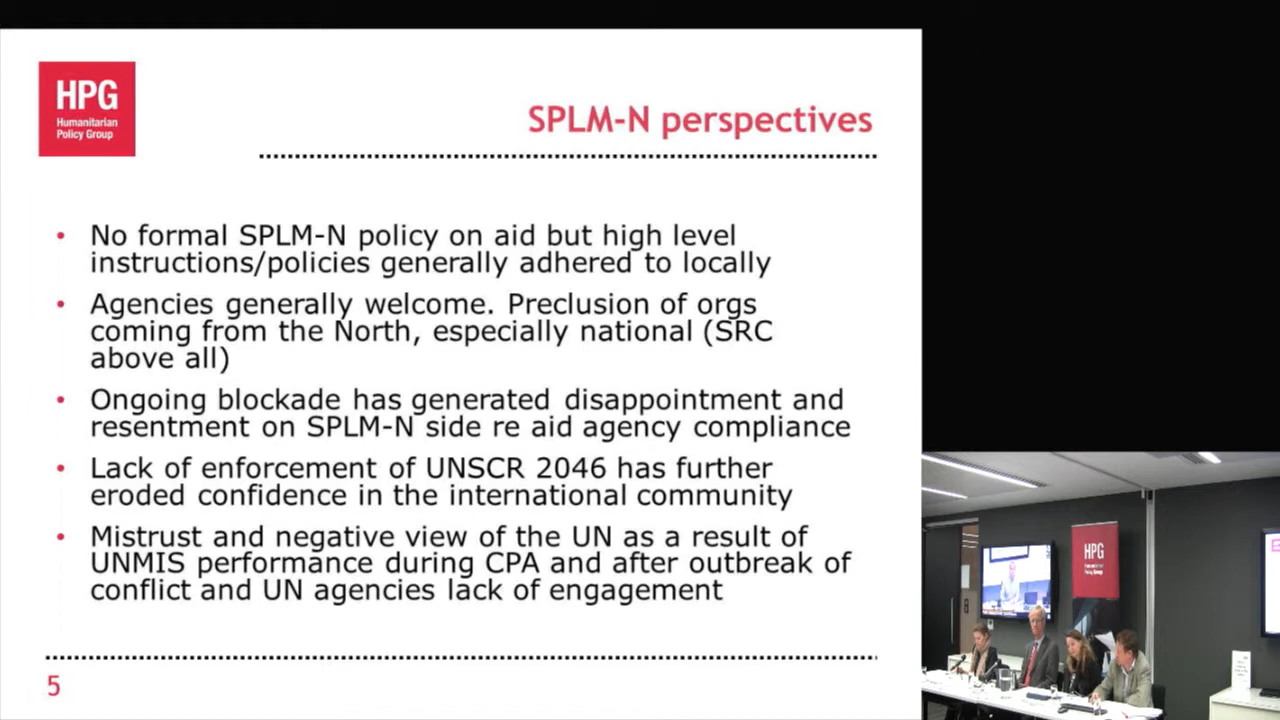 HPG
Humanitarian
Policy Group
SPLM-N perspectives
• No formal SPLM-N policy on aid but high level
instructions/policies generally adhered to locally
• Agencies generally welcome. Preclusion of orgs
coming from the North, especially national (SRC
above all)
• Ongoing blockade has generated disappointment and
resentment on SPLM-N side re aid agency compliance
• Lack of enforcement of UNSCR 2046 has further
eroded confidence in the international community
• Mistrust and negative view of the UN as a result of
UNMIS performance during CPA and after outbreak of
conflict and UN agencies lack of engagement
5
HPG
Humanitarian
Policy Group